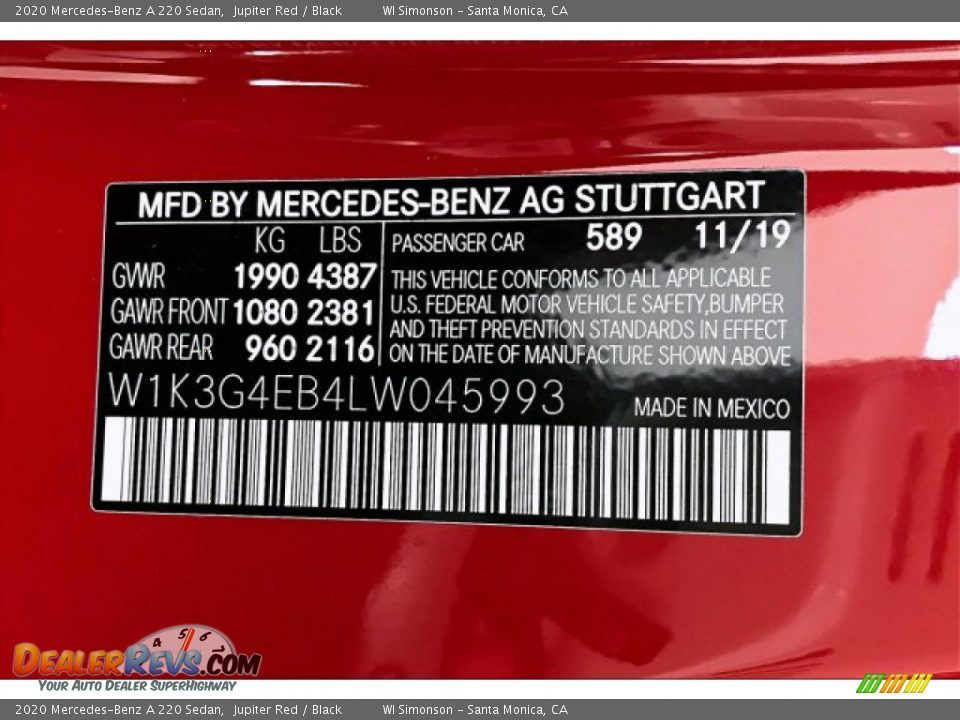 2020 Mercedes-Benz A 220 Sedan, Jupiter Red / Black WI Simonson - Santa Monica, CA
MFD BY MERCEDES-BENZ AG STUTTGART
KG LBS PASSENGER CAR 589 11/19
GVWR 1990 4387
GAWR FRONT 1080 2381
GAWR REAR 960 2116
THIS VEHICLE CONFORMS TO ALL APPLICABLE
U.S. FEDERAL MOTOR VEHICLE SAFETY,BUMPER
AND THEFT PREVENTION STANDARDS IN EFFECT
ON THE DATE OF MANUFACTURE SHOWN ABOVE
W1K3G4EB4LW045993
MADE IN MEXICO
4 5 6
DEALERREVS.COM
YOUR AUTO DEALER SUPERHIGHWAY
2020 Mercedes-Benz A 220 Sedan, Jupiter Red / Black WI Simonson - Santa Monica, CA